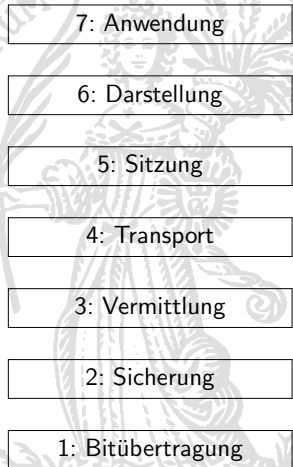 7: Anwendung
6: Darstellung
5: Sitzung
4: Transport
3: Vermittlung
2: Sicherung
1: Bitübertragung